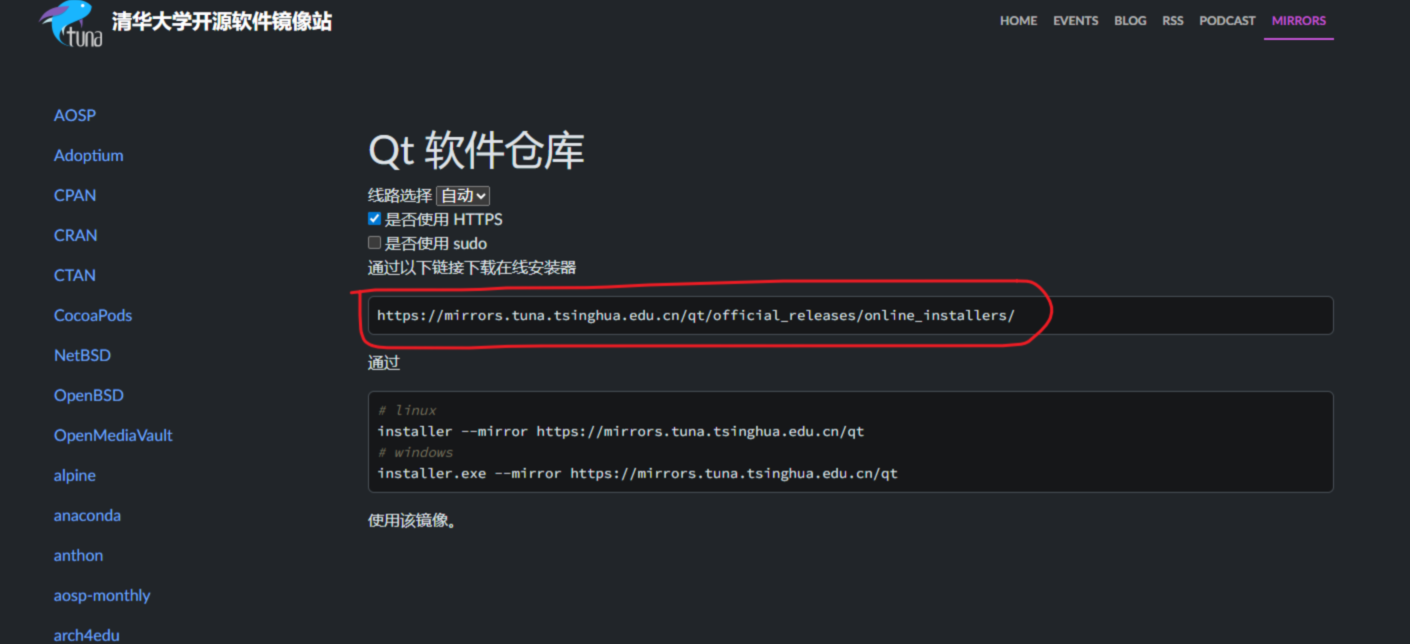 tuna
清华大学开源软件镜像站
HOME EVENTS BLOG RSS PODCAST MIRRORS
AOSP
Adoptium
CPAN
CRAN
CTAN
CocoaPods
NetBSD
OpenBSD
OpenMediaVault
alpine
anaconda
anthon
aosp-monthly
arch4edu
Qt 软件仓库
线路选择 自动
是否使用 HTTPS
是否使用 sudo
通过以下链接下载在线安装器
https://mirrors.tuna.tsinghua.edu.cn/qt/official_releases/online_installers/
通过
# linux
installer --mirror https://mirrors.tuna.tsinghua.edu.cn/qt
# windows
installer.exe --mirror https://mirrors.tuna.tsinghua.edu.cn/qt
使用该镜像。